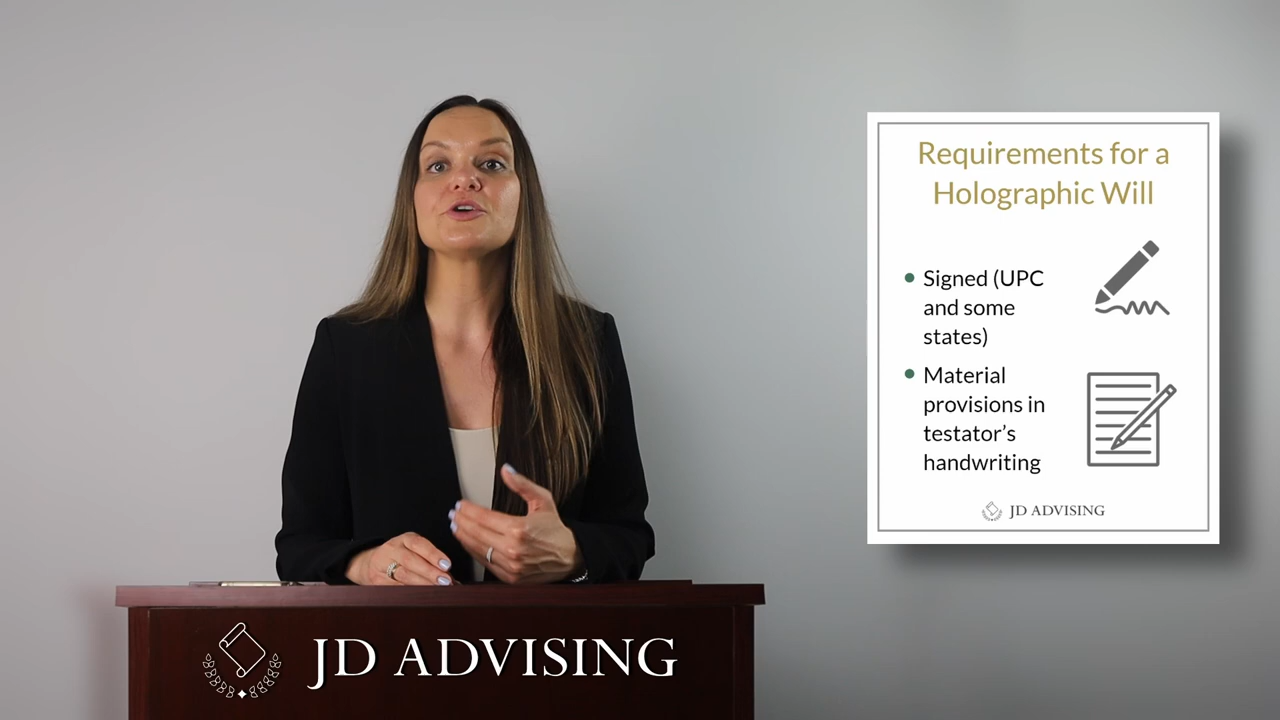 Requirements for a
Holographic Will
Signed (UPC
and some
states)
Material
provisions in
testator's
handwriting
JD ADVISING
JD ADVISING